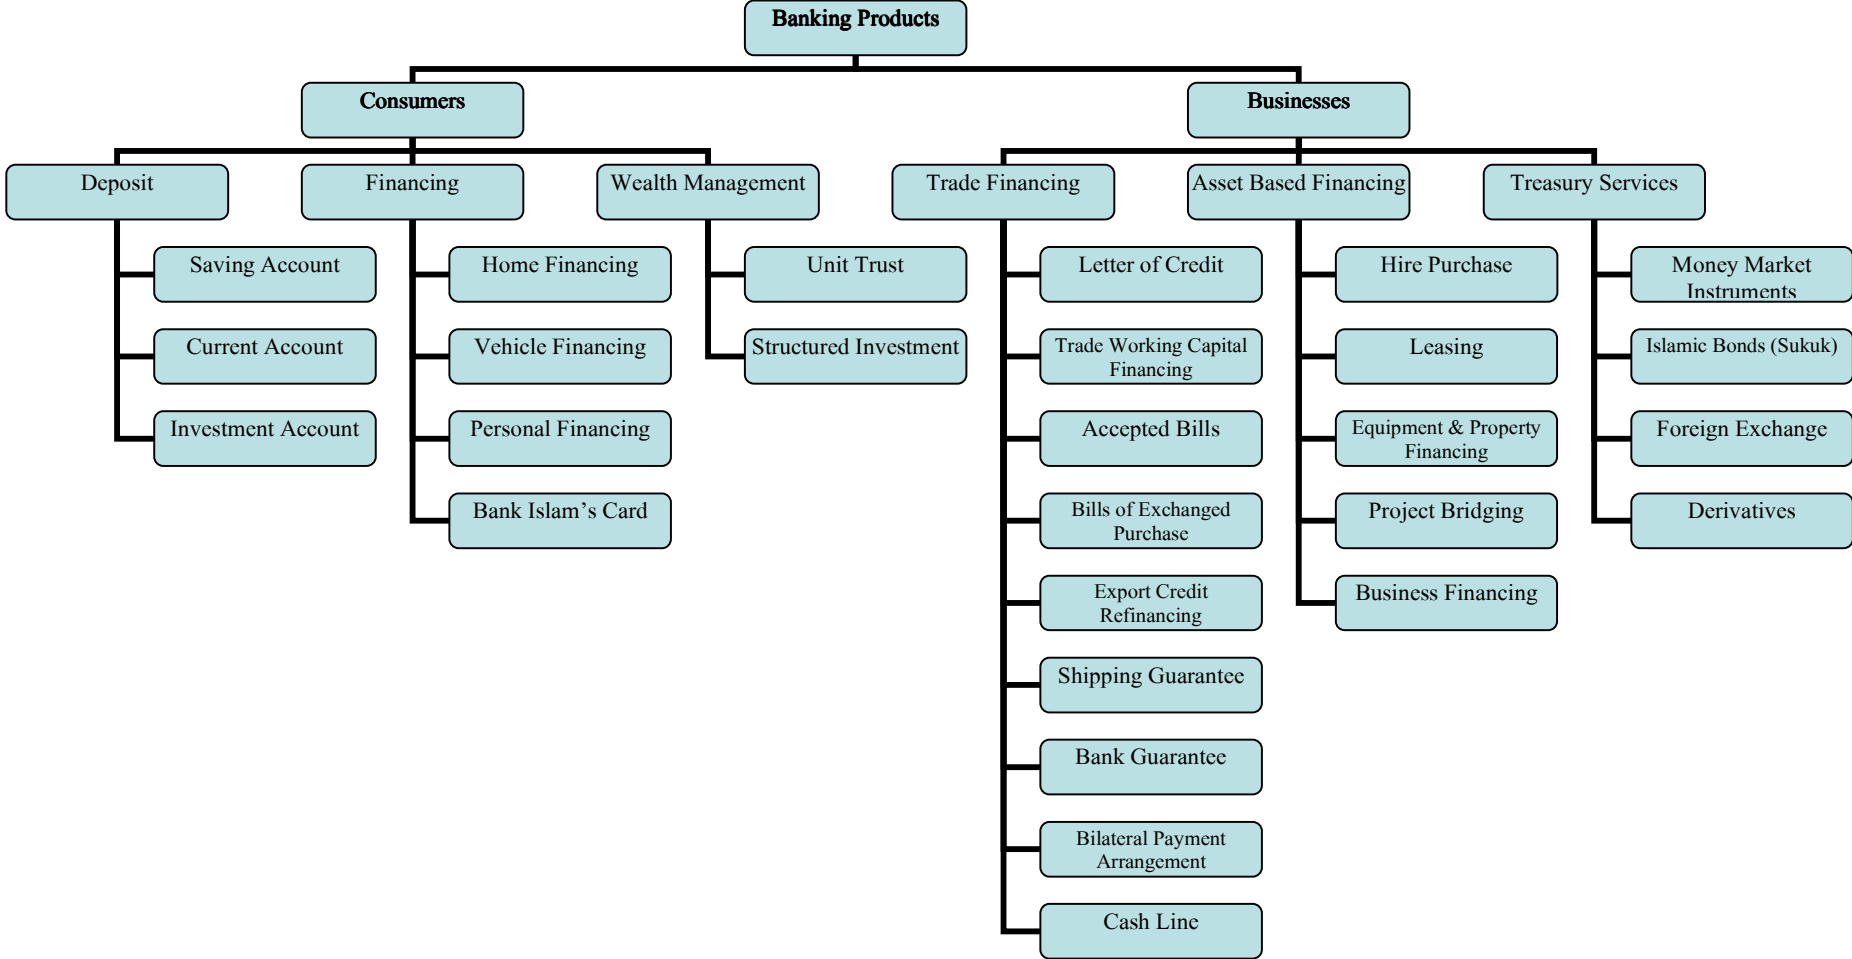 Banking Products
Consumers
Businesses
Deposit
Financing
Wealth Management
Trade Financing
Asset Based Financing
Treasury Services
Saving Account
Current Account
Investment Account
Home Financing
Vehicle Financing
Personal Financing
Bank Islam’s Card
Unit Trust
Structured Investment
Letter of Credit
Trade Working Capital
Financing
Accepted Bills
Bills of Exchanged
Purchase
Export Credit
Refinancing
Shipping Guarantee
Bank Guarantee
Bilateral Payment
Arrangement
Cash Line
Hire Purchase
Leasing
Equipment & Property
Financing
Project Bridging
Business Financing
Money Market
Instruments
Islamic Bonds (Sukuk)
Foreign Exchange
Derivatives